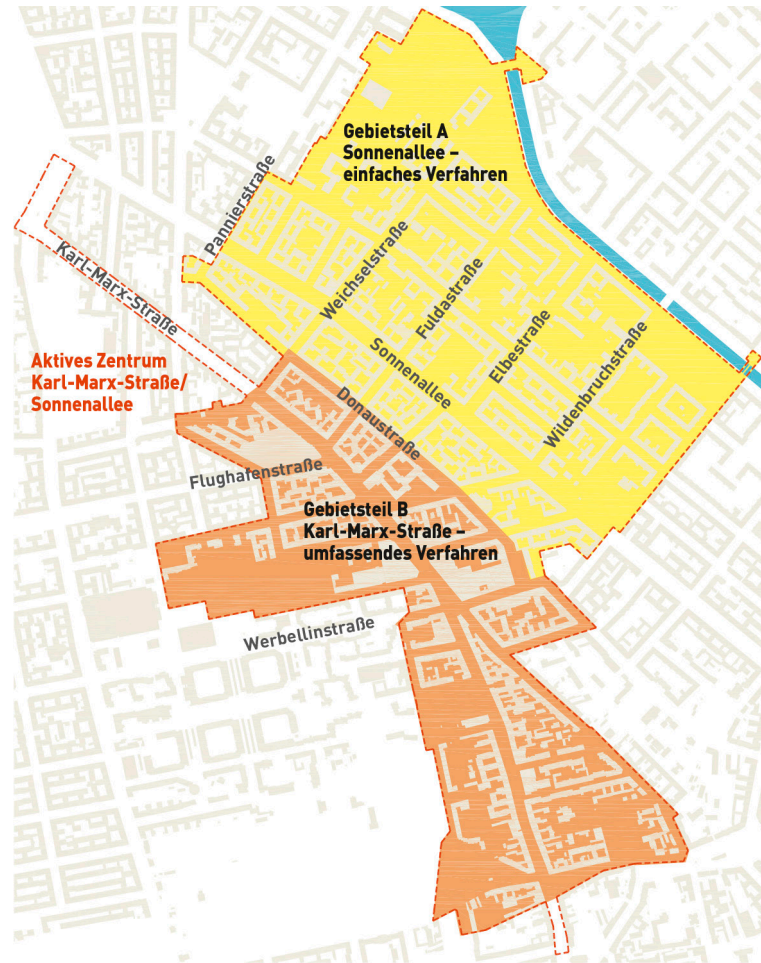 Gebietsteil A
Sonnenallee –
einfaches Verfahren
Pannierstraße
Karl-Marx-Straße
Weichselstraße
Fuldastraße
Sonnenallee
Elbestraße
Wildenbruchstraße
Aktives Zentrum
Karl-Marx-Straße/
Sonnenallee
Donaustraße
Flughafenstraße
Gebietsteil B
Karl-Marx-Straße –
umfassendes Verfahren
Werbellinstraße